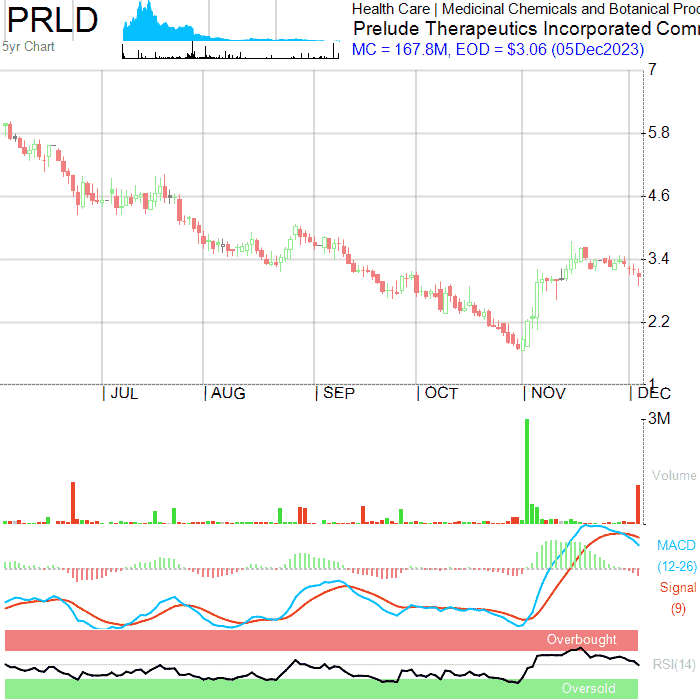 PRLD
5yr Chart
Health Care | Medicinal Chemicals and Botanical Prod
Prelude Therapeutics Incorporated Comm
MC = 167.8M, EOD = $3.06 (05Dec2023)
7
5.8
4.6
3.4
2.2
1
| JUL | AUG | SEP | OCT | NOV | DEC
3M
Volume
MACD
(12-26)
Signal
(9)
Overbought
RSI(14)
Oversold